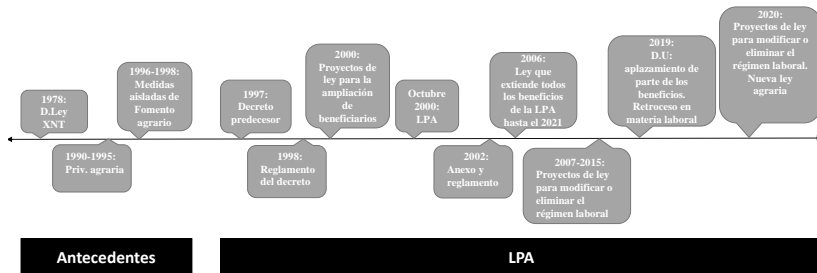 1978:
D.Ley
XNT
1990-1995:
Priv. agraria
1996-1998:
Medidas
aisladas de
Fomento
agrario
1997:
Decreto
predecesor
1998:
Reglamento
del decreto
2000:
Proyectos de
ley para la
ampliación de
beneficiarios
Octubre
2000:
LPA
2002:
Anexo y
reglamento
2006:
Ley que
extiende todos
los beneficios
de la LPA
hasta el 2021
2007-2015:
Proyectos de ley
para modificar o
eliminar el
régimen laboral
2019:
D.U:
aplazamiento de
parte de los
beneficios.
Retroceso en
materia laboral
2020:
Proyectos de ley
para modificar o
eliminar el
régimen laboral.
Nueva ley
agraria
Antecedentes
LPA